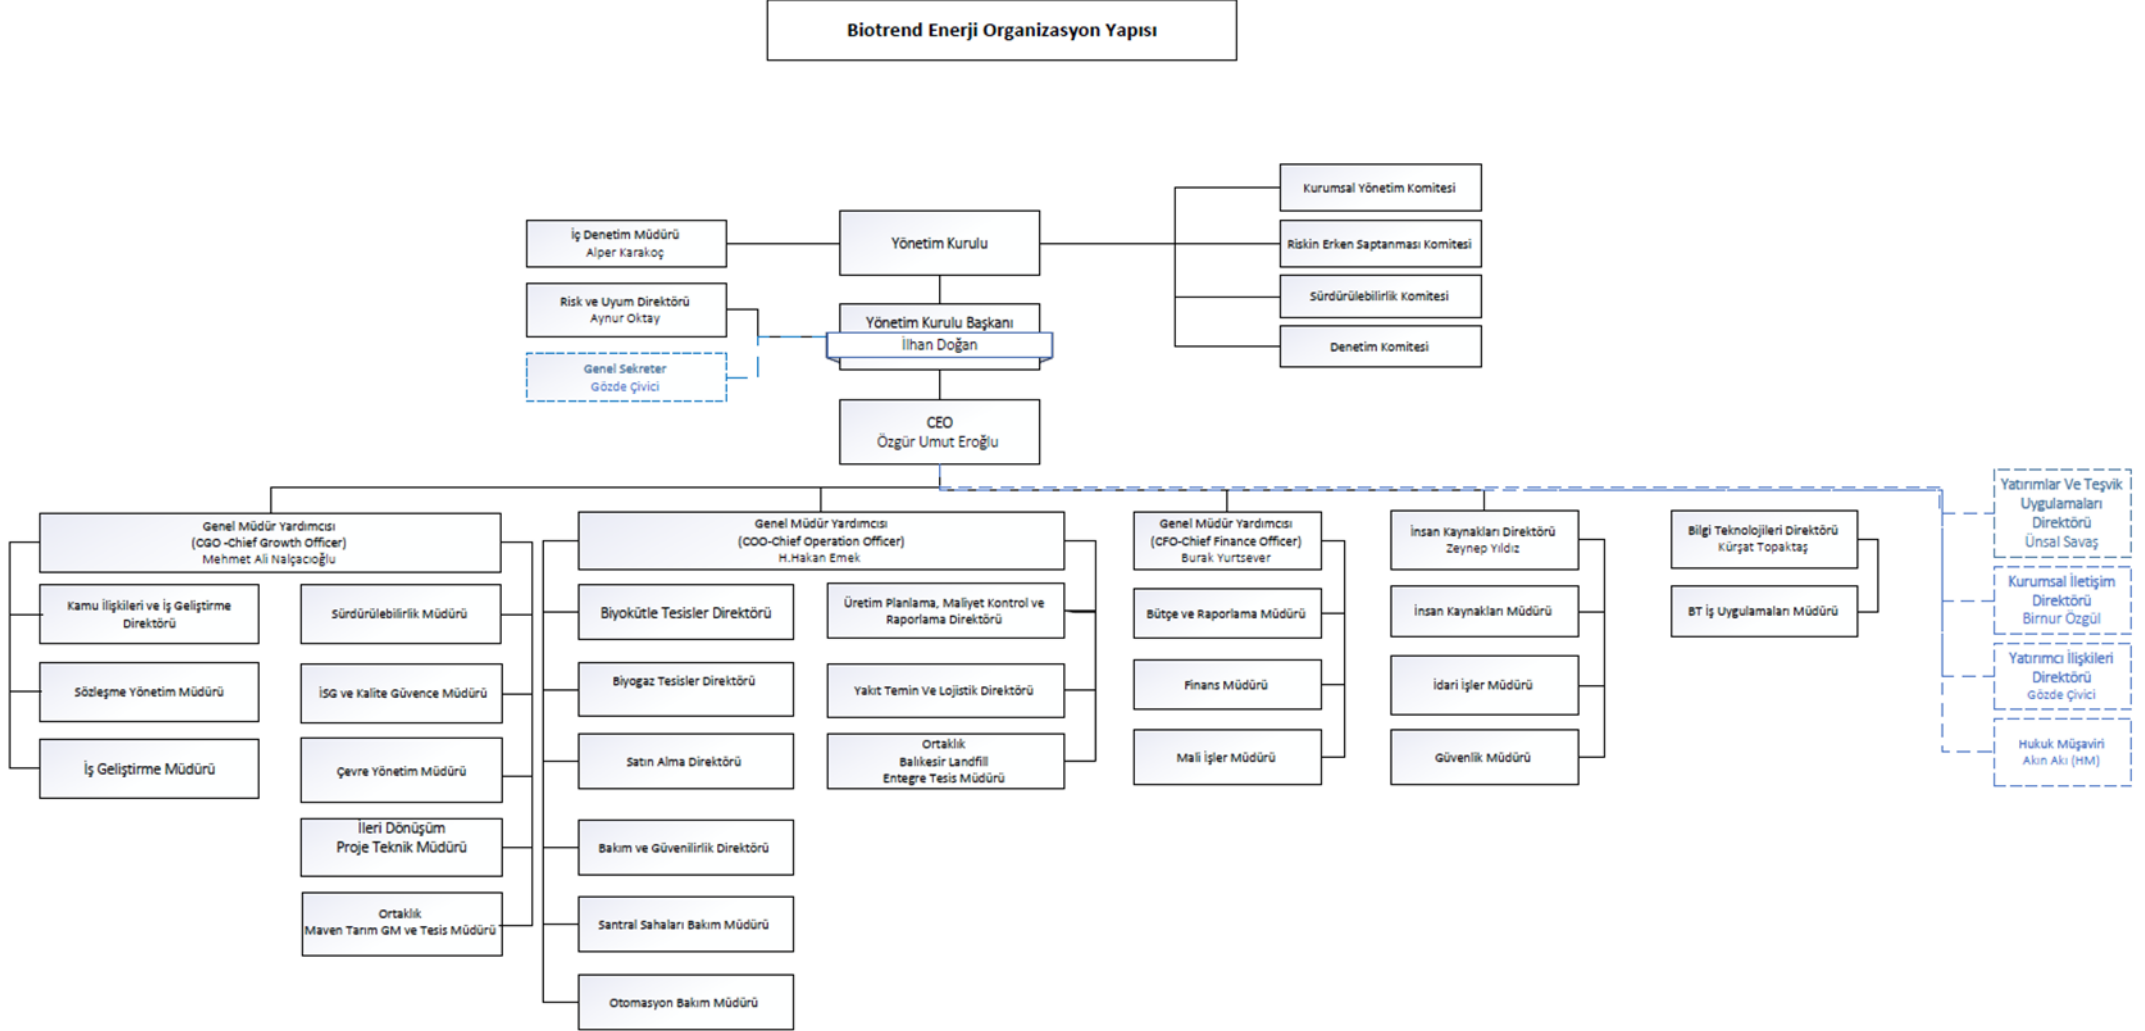 Biotrend Enerji Organizasyon Yapısı
Kurumsal Yönetim Komitesi
İç Denetim Müdürü
Alper Karakoç
Yönetim Kurulu
Riskin Erken Saptanması Komitesi
Risk ve Uyum Direktörü
Aynur Oktay
Sürdürülebilirlik Komitesi
Yönetim Kurulu Başkanı
İlhan Doğan
Denetim Komitesi
Genel Sekreter
Gözde Çivici
CEO
Özgür Umut Eroğlu
Genel Müdür Yardımcısı
(CGO -Chief Growth Officer)
Mehmet Ali Nalçacıoğlu
Genel Müdür Yardımcısı
(COO-Chief Operation Officer)
H.Hakan Emek
Genel Müdür Yardımcısı
(CFO-Chief Finance Officer)
Burak Yurtsever
İnsan Kaynakları Direktörü
Zeynep Yıldız
Bilgi Teknolojileri Direktörü
Kürşat Topaktaş
Yatırımlar Ve Teşvik
Uygulamaları
Direktörü
Ünsal Savaş
Kamu İlişkileri ve İş Geliştirme
Direktörü
Sürdürülebilirlik Müdürü
Biyokütle Tesisler Direktörü
Üretim Planlama, Maliyet Kontrol ve
Raporlama Direktörü
Bütçe ve Raporlama Müdürü
İnsan Kaynakları Müdürü
BT İş Uygulamaları Müdürü
Kurumsal İletişim
Direktörü
Birnur Özgül
Sözleşme Yönetim Müdürü
İSG ve Kalite Güvence Müdürü
Biyogaz Tesisler Direktörü
Yakıt Temin Ve Lojistik Direktörü
Finans Müdürü
İdari İşler Müdürü
Yatırımcı İlişkileri
Direktörü
Gözde Çivici
İş Geliştirme Müdürü
Çevre Yönetim Müdürü
Satın Alma Direktörü
Ortaklık
Balıkesir Landfill
Entegre Tesis Müdürü
Mali İşler Müdürü
Güvenlik Müdürü
Hukuk Müşaviri
Akın Akı (HM)
İleri Dönüşüm
Proje Teknik Müdürü
Bakım ve Güvenilirlik Direktörü
Ortaklık
Maven Tarım GM ve Tesis Müdürü
Santral Sahaları Bakım Müdürü
Otomasyon Bakım Müdürü